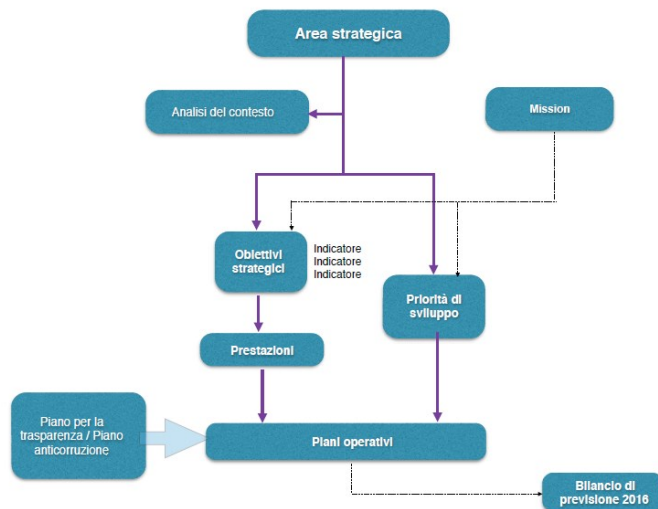 Area strategica
Analisi del contesto
Mission
Obiettivi
strategici
Indicatore
Indicatore
Indicatore
Priorità di
sviluppo
Prestazioni
Piano per la
trasparenza / Piano
anticorruzione
Piani operativi
Bilancio di
previsione 2016